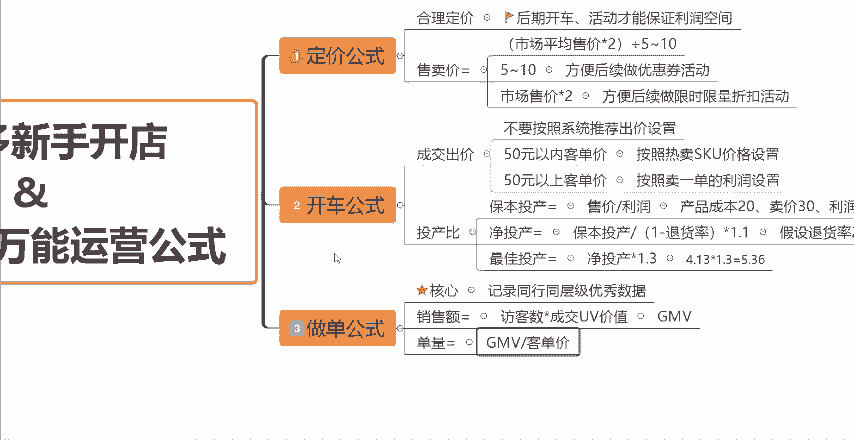 新手开店
&
万能运营公式
1 定价公式
合理定价
后期开车、活动才能保证利润空间
售卖价=
（市场平均售价*2）+5~10
5~10 方便后续做优惠券活动
市场售价*2 方便后续做限时限量折扣活动
2 开车公式
成交出价
不要按照系统推荐出价设置
50元以内客单价 按照热卖SKU价格设置
50元以上客单价 按照卖一单的利润设置
投产比
保本投产= 售价/利润 产品成本20、卖价30、利润
净投产= 保本投产/（1-退货率）*1.1 假设退货率
最佳投产= 净投产*1.3 4.13*1.3=5.36
3 做单公式
核心 记录同行同层级优秀数据
销售额= 访客数*成交UV价值 GMV
单量= GMV/客单价